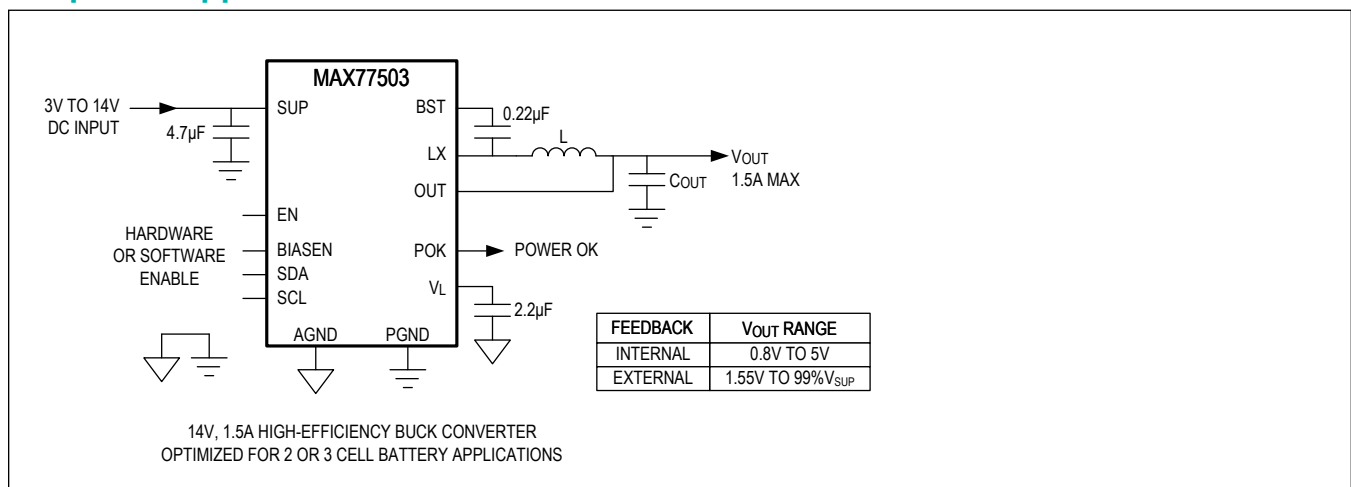 MAX77503
3V TO 14V
DC INPUT
4.7µF
SUP
BST
0.22µF
LX
L
OUT
COUT
VOUT
1.5A MAX
EN
HARDWARE
OR SOFTWARE
ENABLE
BIASEN
SDA
SCL
POK
POWER OK
VL
2.2µF
AGND PGND
FEEDBACK VOUT RANGE
INTERNAL 0.8V TO 5V
EXTERNAL 1.55V TO 99%VSUP
14V, 1.5A HIGH-EFFICIENCY BUCK CONVERTER
OPTIMIZED FOR 2 OR 3 CELL BATTERY APPLICATIONS